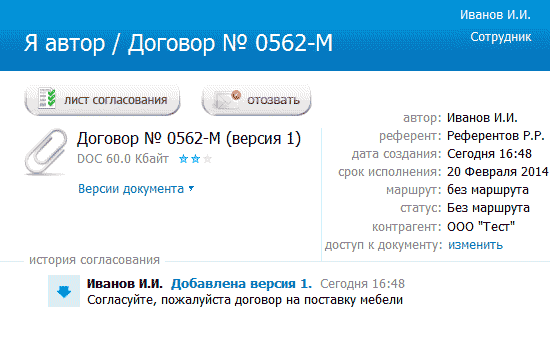 Иванов И.И.
Я автор / Договор № 0562-М
Сотрудник
лист согласования
отозвать
Договор № 0562-М (версия 1)
DOC 60.0 Кбайт
Версии документа
автор: Иванов И.И.
референт: Референтов Р.Р.
дата создания: Сегодня 16:48
срок исполнения: 20 Февраля 2014
маршрут: без маршрута
статус: Без маршрута
контрагент: ООО "Тест"
доступ к документу: изменить
история согласования
Иванов И.И. Добавлена версия 1. Сегодня 16:48
Согласуйте, пожалуйста договор на поставку мебели